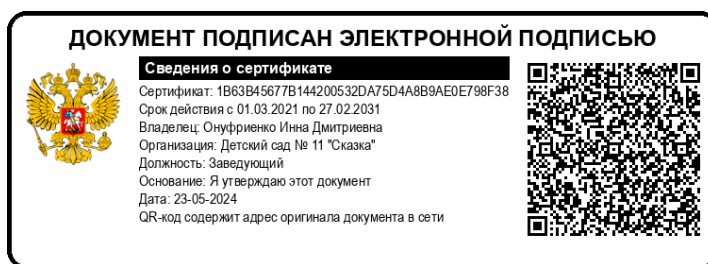 ДОКУМЕНТ ПОДПИСАН ЭЛЕКТРОННОЙ ПОДПИСЬЮ
Сведения о сертификате
Сертификат: 1B63B45677B144200532DA75D4A8B9AE0E798F38
Срок действия с 01.03.2021 по 27.02.2031
Владелец: Онуфриенко Инна Дмитриевна
Организация: Детский сад № 11 "Сказка"
Должность: Заведующий
Основание: Я утверждаю этот документ
Дата: 23-05-2024
QR-код содержит адрес оригинала документа в сети